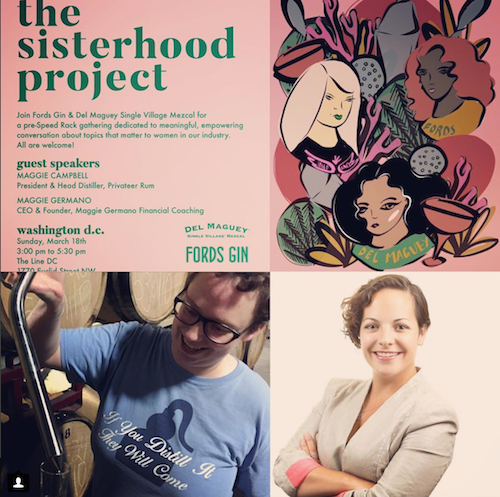 the
sisterhood
project
Join Fords Gin & Del Maguey Single Village Mezcal for
a pre-Speed Rack gathering dedicated to meaningful, empowering
conversation about topics that matter to women in our industry.
All are welcome!
guest speakers
MAGGIE CAMPBELL
President & Head Distiller, Privateer Rum
MAGGIE GERMANO
CEO & Founder, Maggie Germano Financial Coaching
washington d.c.
Sunday, March 18th
3:00 pm to 5:30 pm
The Line DC
1770 Euclid Street NW
DEL MAGUEY
SINGLE VILLAGE MEZCAL
FORDS GIN
FORDS
DEL MAGUEY
If You Distill It
They Will Come